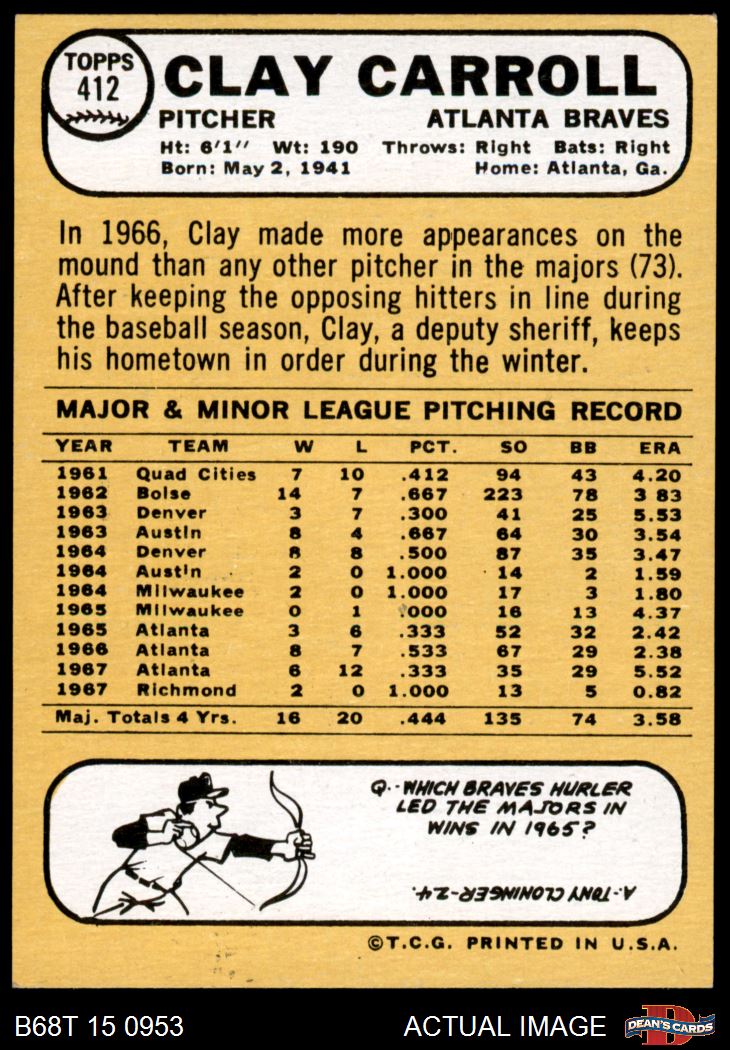 TOPPS
412
CLAY CARROLL
PITCHER ATLANTA BRAVES
Ht: 6'1" Wt: 190 Throws: Right Bats: Right
Born: May 2, 1941 Home: Atlanta, Ga.
In 1966, Clay made more appearances on the
mound than any other pitcher in the majors (73).
After keeping the opposing hitters in line during
the baseball season, Clay, a deputy sheriff, keeps
his hometown in order during the winter.
MAJOR & MINOR LEAGUE PITCHING RECORD
YEAR TEAM W L PCT. SO BB ERA
1961 Quad Cities 7 10 .412 94 43 4.20
1962 Boise 14 7 .667 223 78 3 83
1963 Denver 3 7 .300 41 25 5.53
1963 Austin 8 4 .667 64 30 3.54
1964 Denver 8 8 .500 87 35 3.47
1964 Austin 2 0 1.000 14 2 1.59
1964 Milwaukee 2 0 1.000 17 3 1.80
1965 Milwaukee 0 1 .000 16 13 4.37
1965 Atlanta 3 6 .333 52 32 2.42
1966 Atlanta 8 7 .533 67 29 2.38
1967 Atlanta 6 12 .333 35 29 5.52
1967 Richmond 2 0 1.000 13 5 0.82
Maj. Totals 4 Yrs. 16 20 .444 135 74 3.58
Q.-WHICH BRAVES HURLER
LED THE MAJORS IN
WINS IN 1965?
A.-TONY CLONINGER-24.
©T.C.G. PRINTED IN U.S.A.
B68T 15 0953 ACTUAL IMAGE
D
DEAN'S CARDS